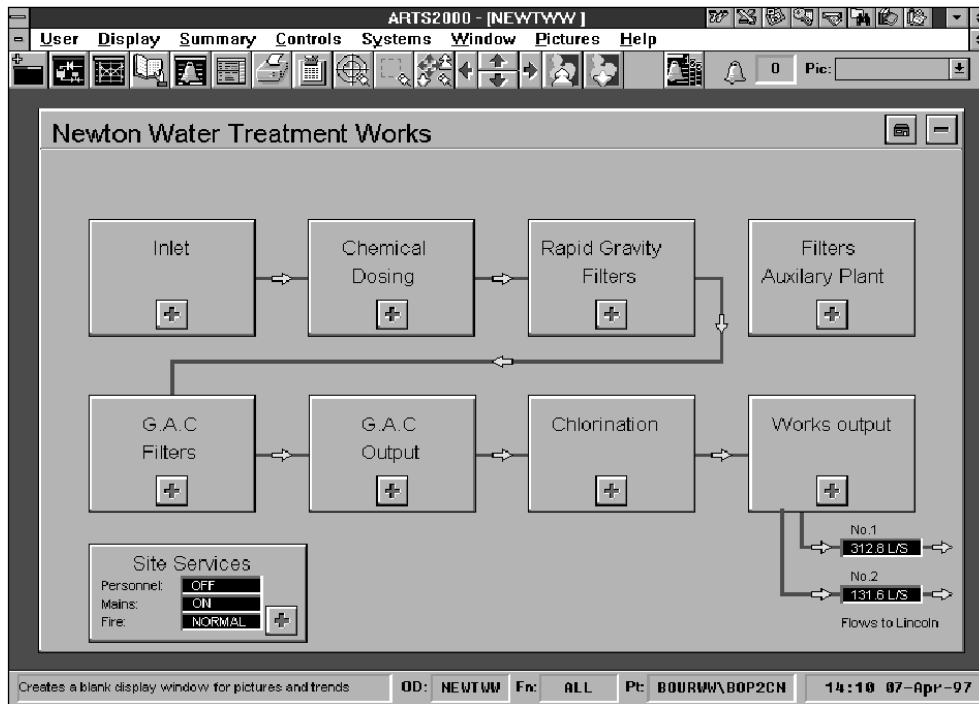 ARTS2000 - [NEWTWW ]
User Display Summary Controls Systems Window Pictures Help
0 Pic:
Newton Water Treatment Works
Inlet
Chemical
Dosing
Rapid Gravity
Filters
Filters
Auxilary Plant
G.A.C
Filters
G.A.C
Output
Chlorination
Works output
No.1
312.8 L/S
No.2
131.6 L/S
Flows to Lincoln
Site Services
Personnel: OFF
Mains: ON
Fire: NORMAL
Creates a blank display window for pictures and trends OD: NEWTWW Fn: ALL Pt: BOURWW\BOP2CN 14:10 07-Apr-97